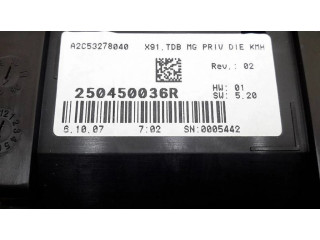 A2C53278040 X91.TDB MG PRIV DIE KMH
Rev.: 02
250450036R HW: 01
SW: 5.20
6.10.07 7:02 SN:0005442